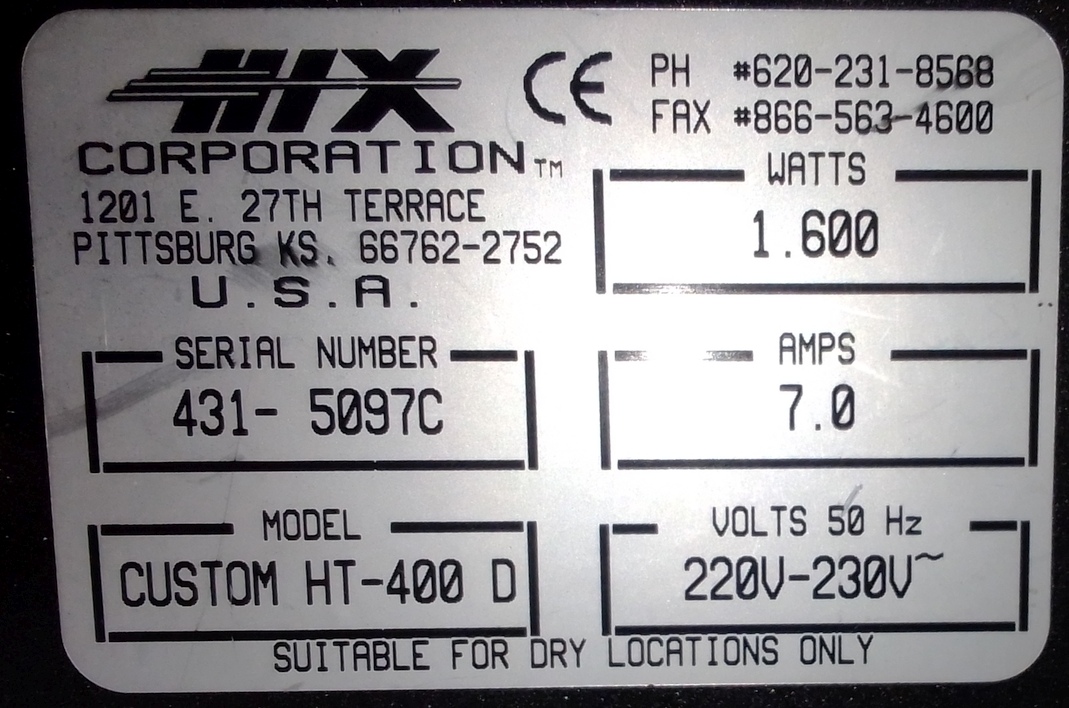 HIX
CORPORATION™
1201 E. 27TH TERRACE
PITTSBURG KS. 66762-2752
U.S.A.
CE
PH #620-231-8568
FAX #866-563-4600
WATTS
1.600
SERIAL NUMBER
431- 5097C
AMPS
7.0
MODEL
CUSTOM HT-400 D
VOLTS 50 Hz
220V-230V~
SUITABLE FOR DRY LOCATIONS ONLY